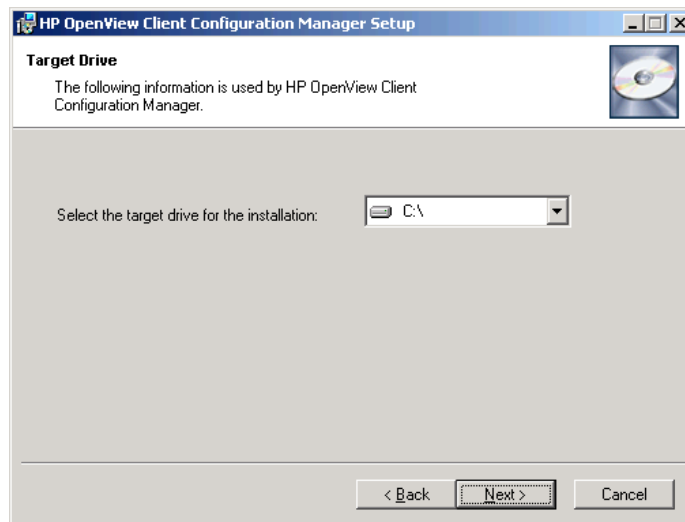 HP OpenView Client Configuration Manager Setup
Target Drive
The following information is used by HP OpenView Client
Configuration Manager.
Select the target drive for the installation:
C:\
< Back
Next >
Cancel